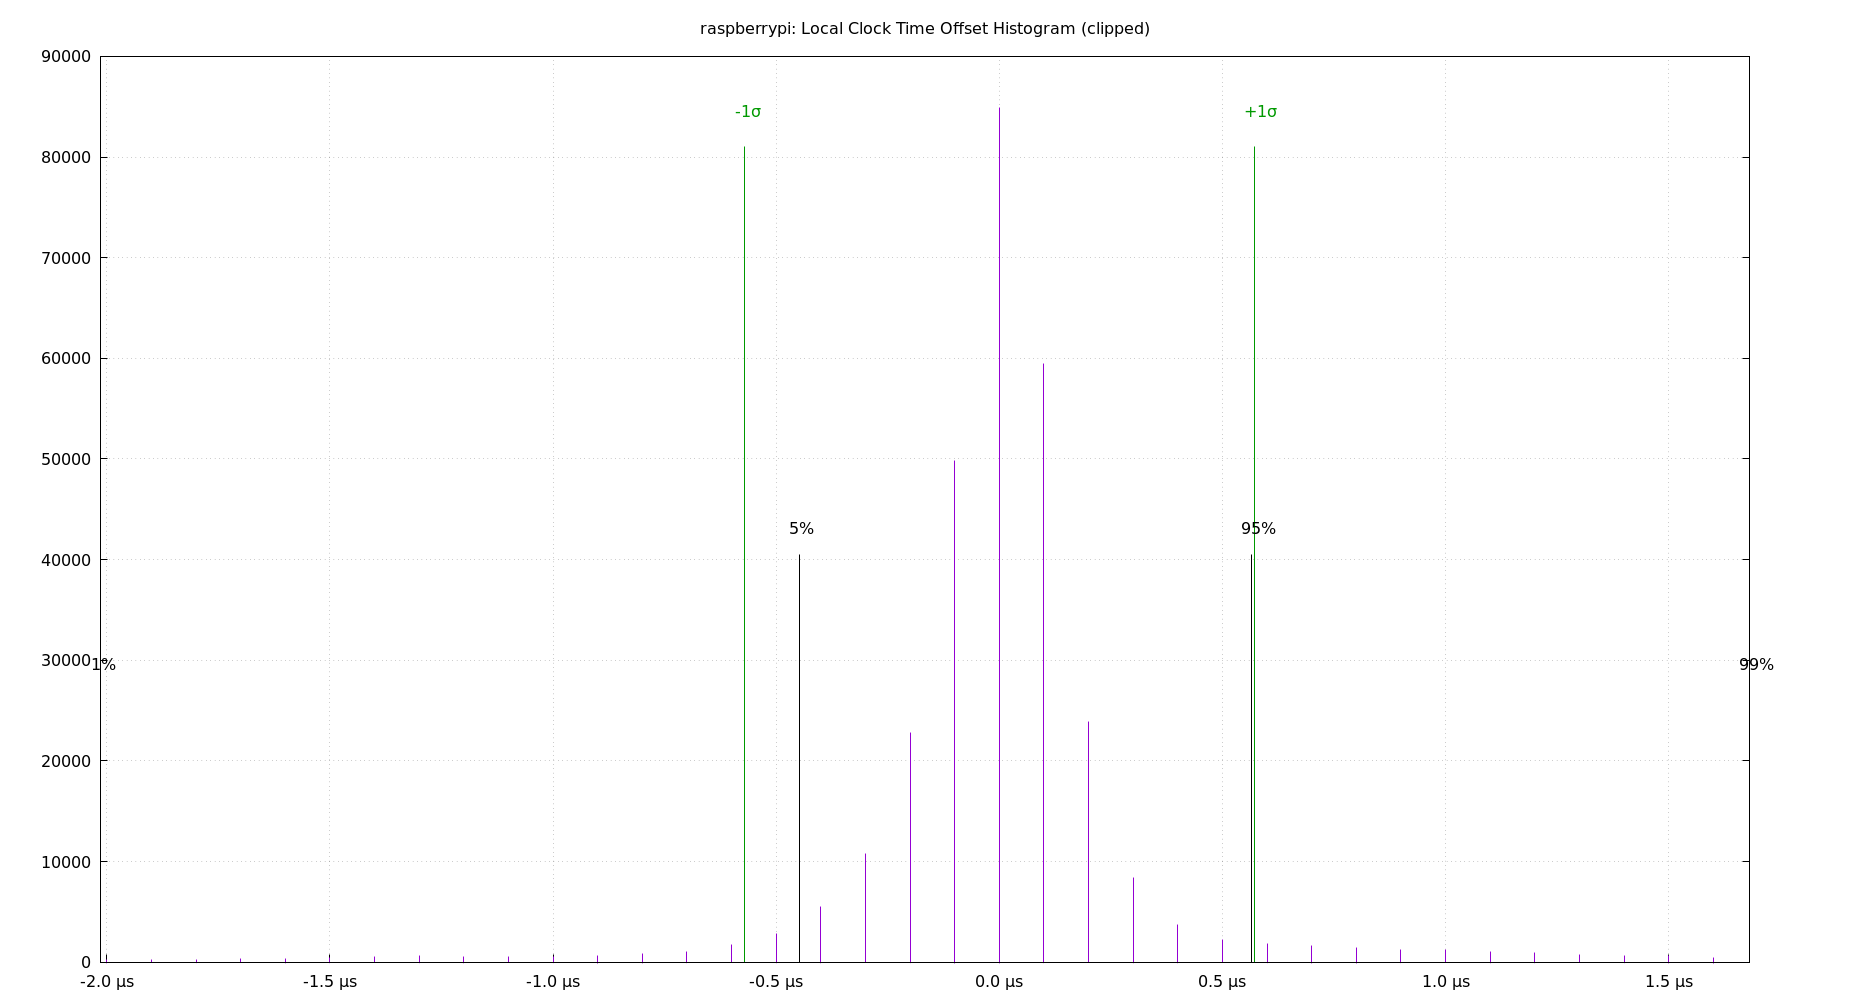 raspberrypi: Local Clock Time Offset Histogram (clipped)
90000
-1σ +1σ
80000
70000
60000
50000
5% 95%
40000
30000 1% 99%
20000
10000
0
-2.0 µs -1.5 µs -1.0 µs -0.5 µs 0.0 µs 0.5 µs 1.0 µs 1.5 µs